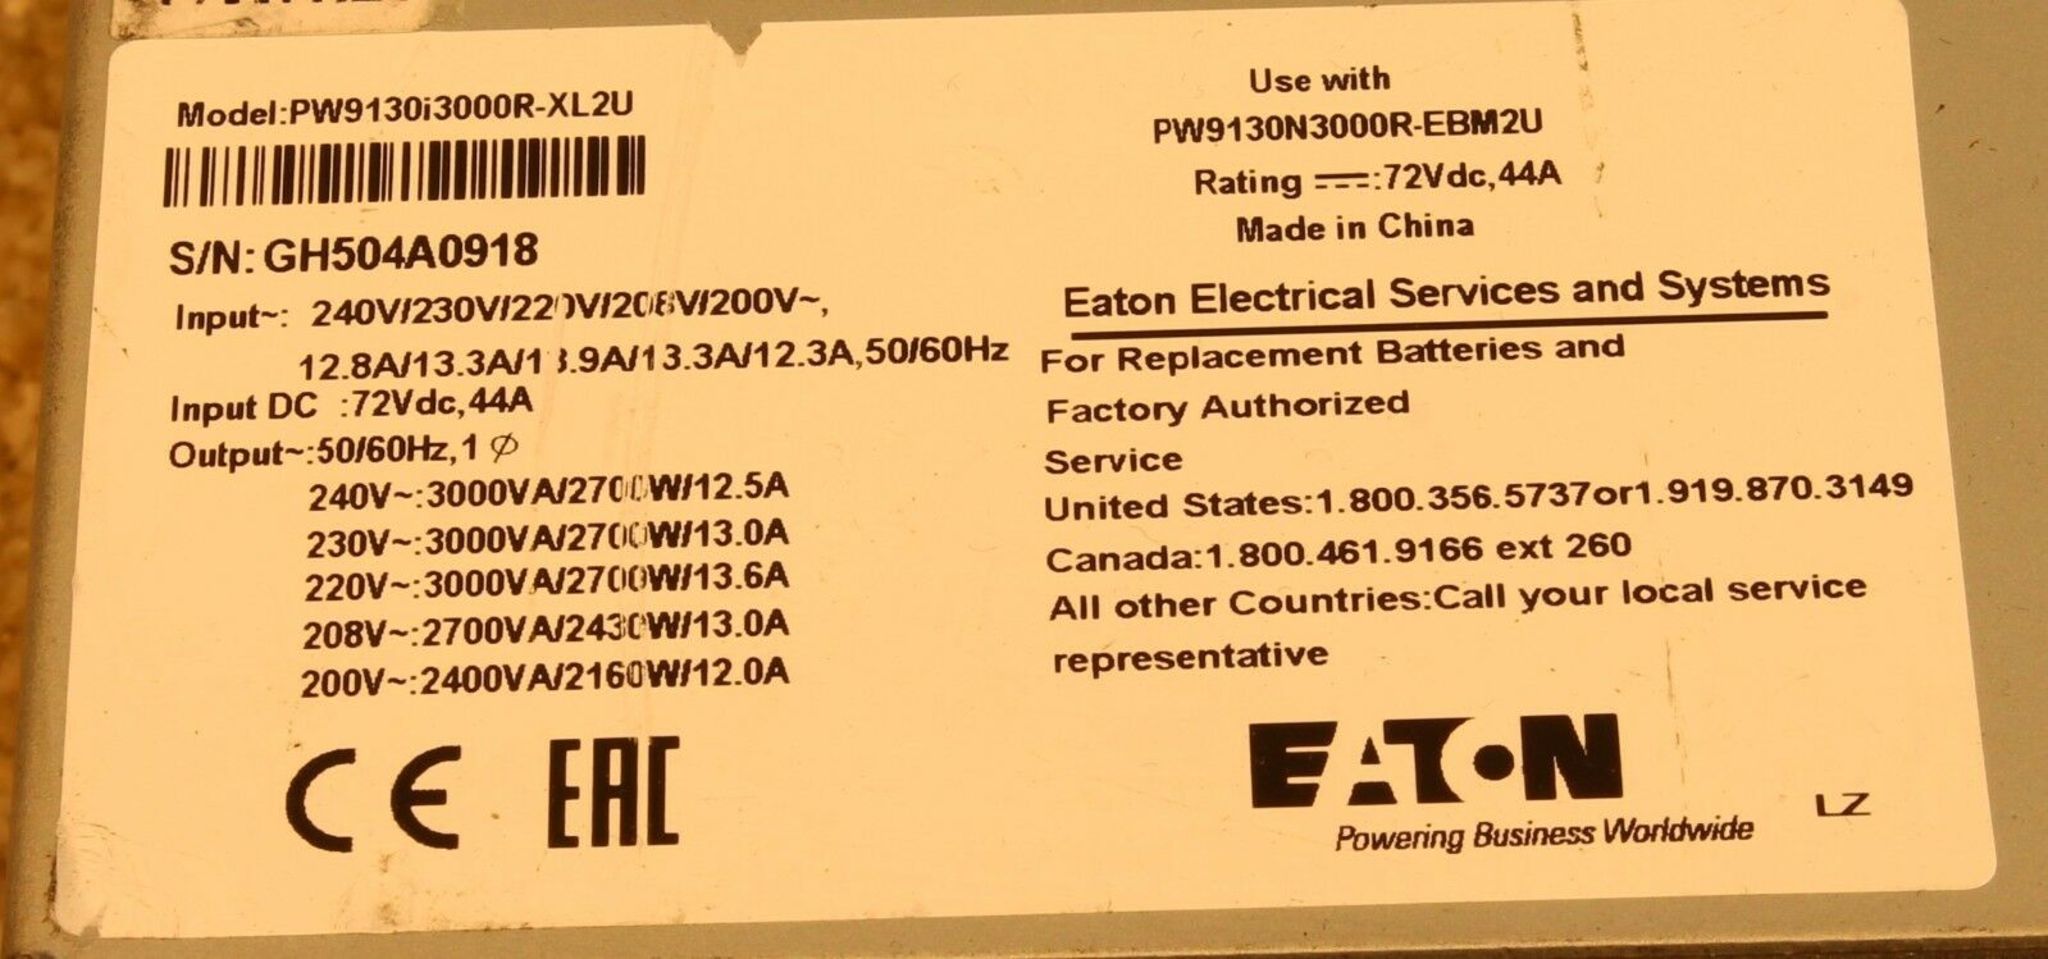 Model:PW9130i3000R-XL2U
S/N: GH504A0918
Input~: 240V/230V/220V/208V/200V~,
12.8A/13.3A/13.9A/13.3A/12.3A,50/60Hz
Input DC :72Vdc,44A
Output~:50/60Hz,1 ϕ
240V~:3000VA/2700W/12.5A
230V~:3000VA/2700W/13.0A
220V~:3000VA/2700W/13.6A
208V~:2700VA/2430W/13.0A
200V~:2400VA/2160W/12.0A
CE EAC
Use with
PW9130N3000R-EBM2U
Rating ⎓:72Vdc,44A
Made in China
Eaton Electrical Services and Systems
For Replacement Batteries and
Factory Authorized
Service
United States:1.800.356.5737or1.919.870.3149
Canada:1.800.461.9166 ext 260
All other Countries:Call your local service
representative
EATON
Powering Business Worldwide
LZ